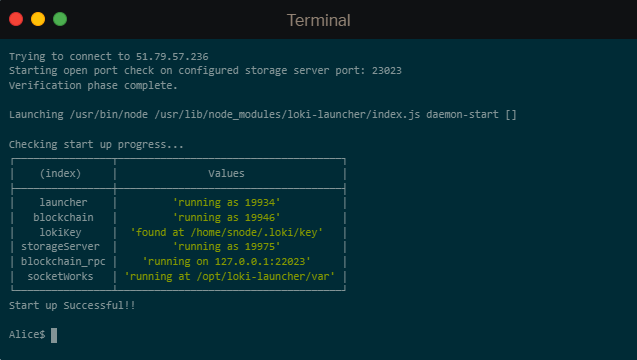 Terminal
Trying to connect to 51.79.57.236
Starting open port check on configured storage server port: 23023
Verification phase complete.
Launching /usr/bin/node /usr/lib/node_modules/loki-launcher/index.js daemon-start []
Checking start up progress...
(index) Values
launcher 'running as 19934'
blockchain 'running as 19946'
lokiKey 'found at /home/snode/.loki/key'
storageServer 'running as 19975'
blockchain_rpc 'running on 127.0.0.1:22023'
socketWorks 'running at /opt/loki-launcher/var'
Start up Successful!!
Alice$